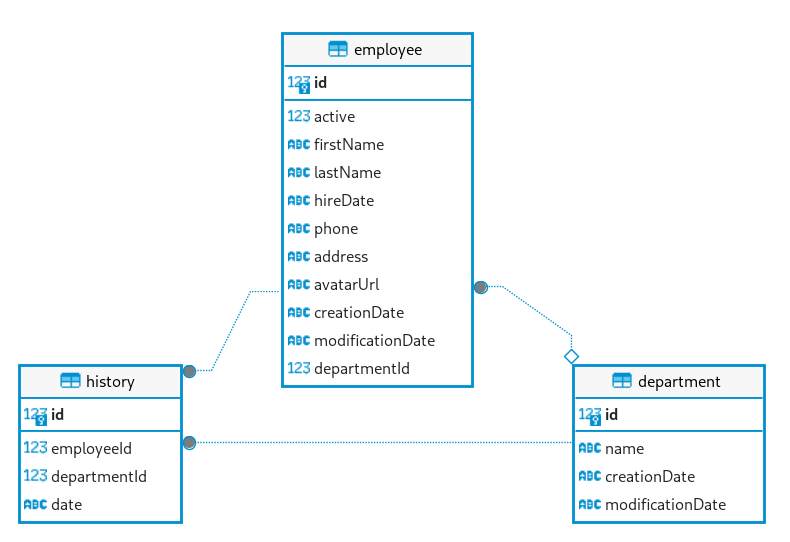 employee
123 id
123 active
ABC firstName
ABC lastName
ABC hireDate
ABC phone
ABC address
ABC avatarUrl
ABC creationDate
ABC modificationDate
123 departmentId
history
123 id
123 employeeId
123 departmentId
ABC date
department
123 id
ABC name
ABC creationDate
ABC modificationDate